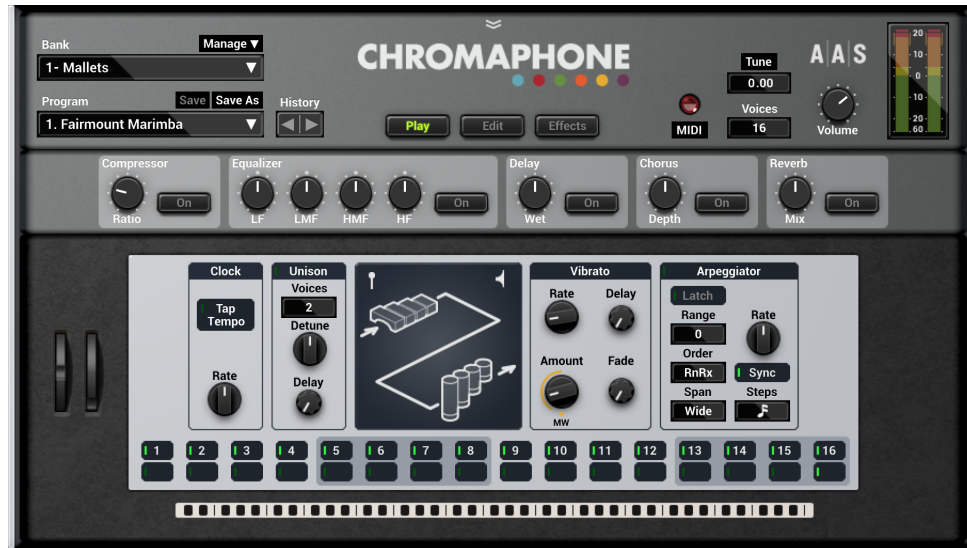 Bank
Manage
1- Mallets
Program
Save
Save As
1. Fairmount Marimba
History
CHROMAPHONE
Play
Edit
Effects
MIDI
Tune
0.00
Voices
16
A|A|S
Volume
20
10
0
10
20
60
Compressor
Ratio
On
Equalizer
LF
LMF
HMF
HF
On
Delay
Wet
On
Chorus
Depth
On
Reverb
Mix
On
Clock
Tap
Tempo
Rate
Unison
Voices
2
Detune
Delay
Vibrato
Rate
Delay
Amount
Fade
MW
Arpeggiator
Latch
Range
0
Rate
Order
RnRx
Sync
Span
Wide
Steps
1 2 3 4 5 6 7 8 9 10 11 12 13 14 15 16